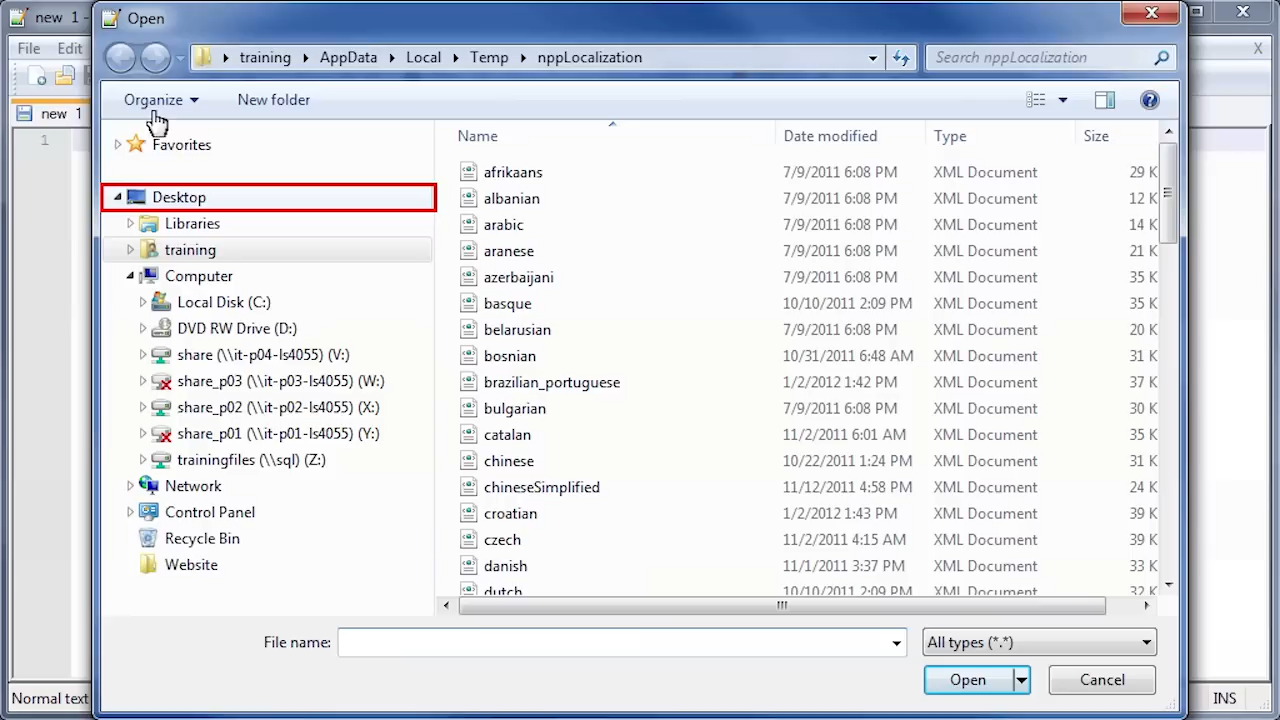 new 1 -
Open
File Edit
training AppData Local Temp nppLocalization
Search nppLocalization
X
Organize New folder
new 1
1
Name Date modified Type Size
Favorites
Desktop
Libraries
training
Computer
Local Disk (C:)
DVD RW Drive (D:)
share (\\it-p04-ls4055) (V:)
share_p03 (\\it-p03-ls4055) (W:)
share_p02 (\\it-p02-ls4055) (X:)
share_p01 (\\it-p01-ls4055) (Y:)
trainingfiles (\\sql) (Z:)
Network
Control Panel
Recycle Bin
Website
afrikaans 7/9/2011 6:08 PM XML Document 29 K
albanian 7/9/2011 6:08 PM XML Document 12 K
arabic 7/9/2011 6:08 PM XML Document 14 K
aranese 7/9/2011 6:08 PM XML Document 21 K
azerbaijani 7/9/2011 6:08 PM XML Document 35 K
basque 10/10/2011 2:09 PM XML Document 35 K
belarusian 7/9/2011 6:08 PM XML Document 20 K
bosnian 10/31/2011 6:48 AM XML Document 31 K
brazilian_portuguese 1/2/2012 1:42 PM XML Document 37 K
bulgarian 7/9/2011 6:08 PM XML Document 30 K
catalan 11/2/2011 6:01 AM XML Document 35 K
chinese 10/22/2011 1:24 PM XML Document 31 K
chineseSimplified 11/12/2011 4:58 PM XML Document 24 K
croatian 1/2/2012 1:43 PM XML Document 39 K
czech 11/2/2011 4:15 AM XML Document 39 K
danish 11/1/2011 3:37 PM XML Document 33 K
dutch 10/10/2011 2:09 PM XML Document 32 K
File name: All types (*.*)
Open Cancel
Normal text INS